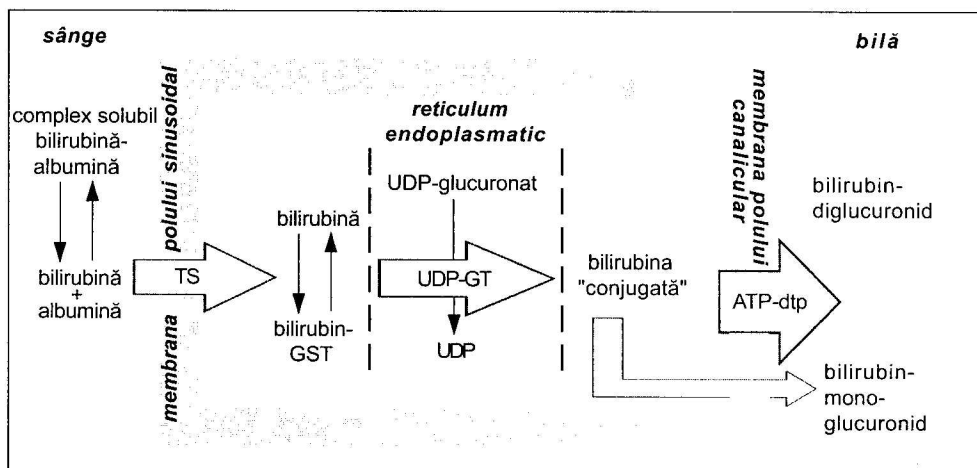 sânge
bilă
complex solubil
bilirubină-
albumină
bilirubină
+
albumină
membrana polului sinusoidal
TS
bilirubină
bilirubin-
GST
reticulum
endoplasmatic
UDP-glucuronat
UDP-GT
UDP
bilirubina
"conjugată"
membrana polului
canalicular
ATP-dtp
bilirubin-
diglucuronid
bilirubin-
mono-
glucuronid